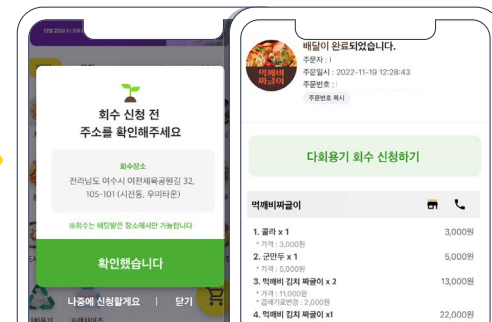 회수 신청 전
주소를 확인해주세요
회수장소
전라남도 여수시 여천체육공원길 32,
105-101 (시전동, 우미타운)
※회수는 배달받은 장소에서만 가능합니다
확인했습니다
나중에 신청할게요 | 닫기
배달이 완료되었습니다.
주문자 :
주문일시 : 2022-11-19 12:28:43
주문번호 :
주문번호 복사
먹깨비
짜글이
다회용기 회수 신청하기
먹깨비짜글이
1. 콜라 x 1 3,000원
* 가격 : 3,000원
2. 군만두 x 1 5,000원
* 가격 : 5,000원
3. 먹깨비 김치 짜글이 x 2 13,000원
* 가격 : 11,000원
* 곱배기로변경 : 2,000원
4. 먹깨비 김치 짜글이 x1 22,000원